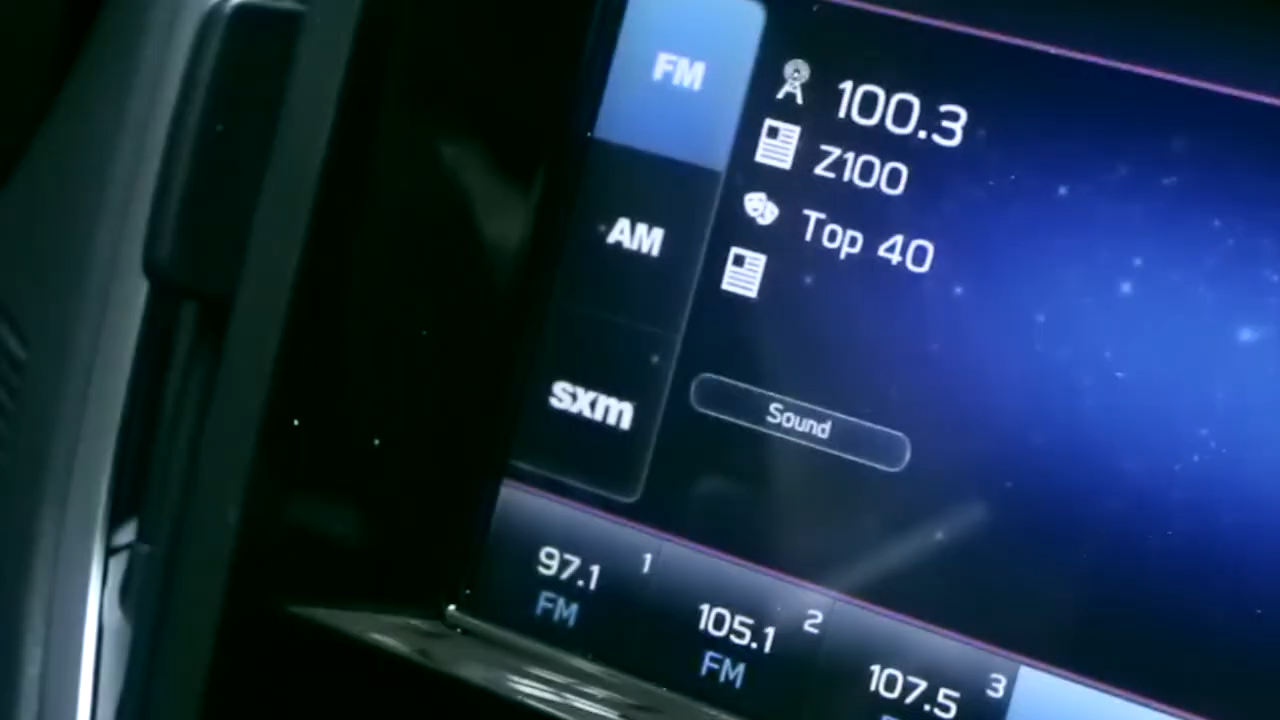 FM
100.3
Z100
Top 40
AM
sxm
Sound
97.1 1
FM
105.1 2
FM
107.5 3